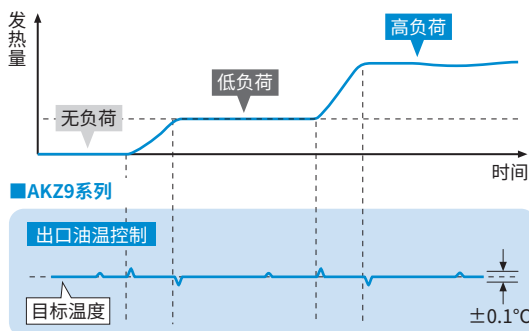 发热量
高负荷
低负荷
无负荷
时间
■AKZ9系列
出口油温控制
目标温度
±0.1℃